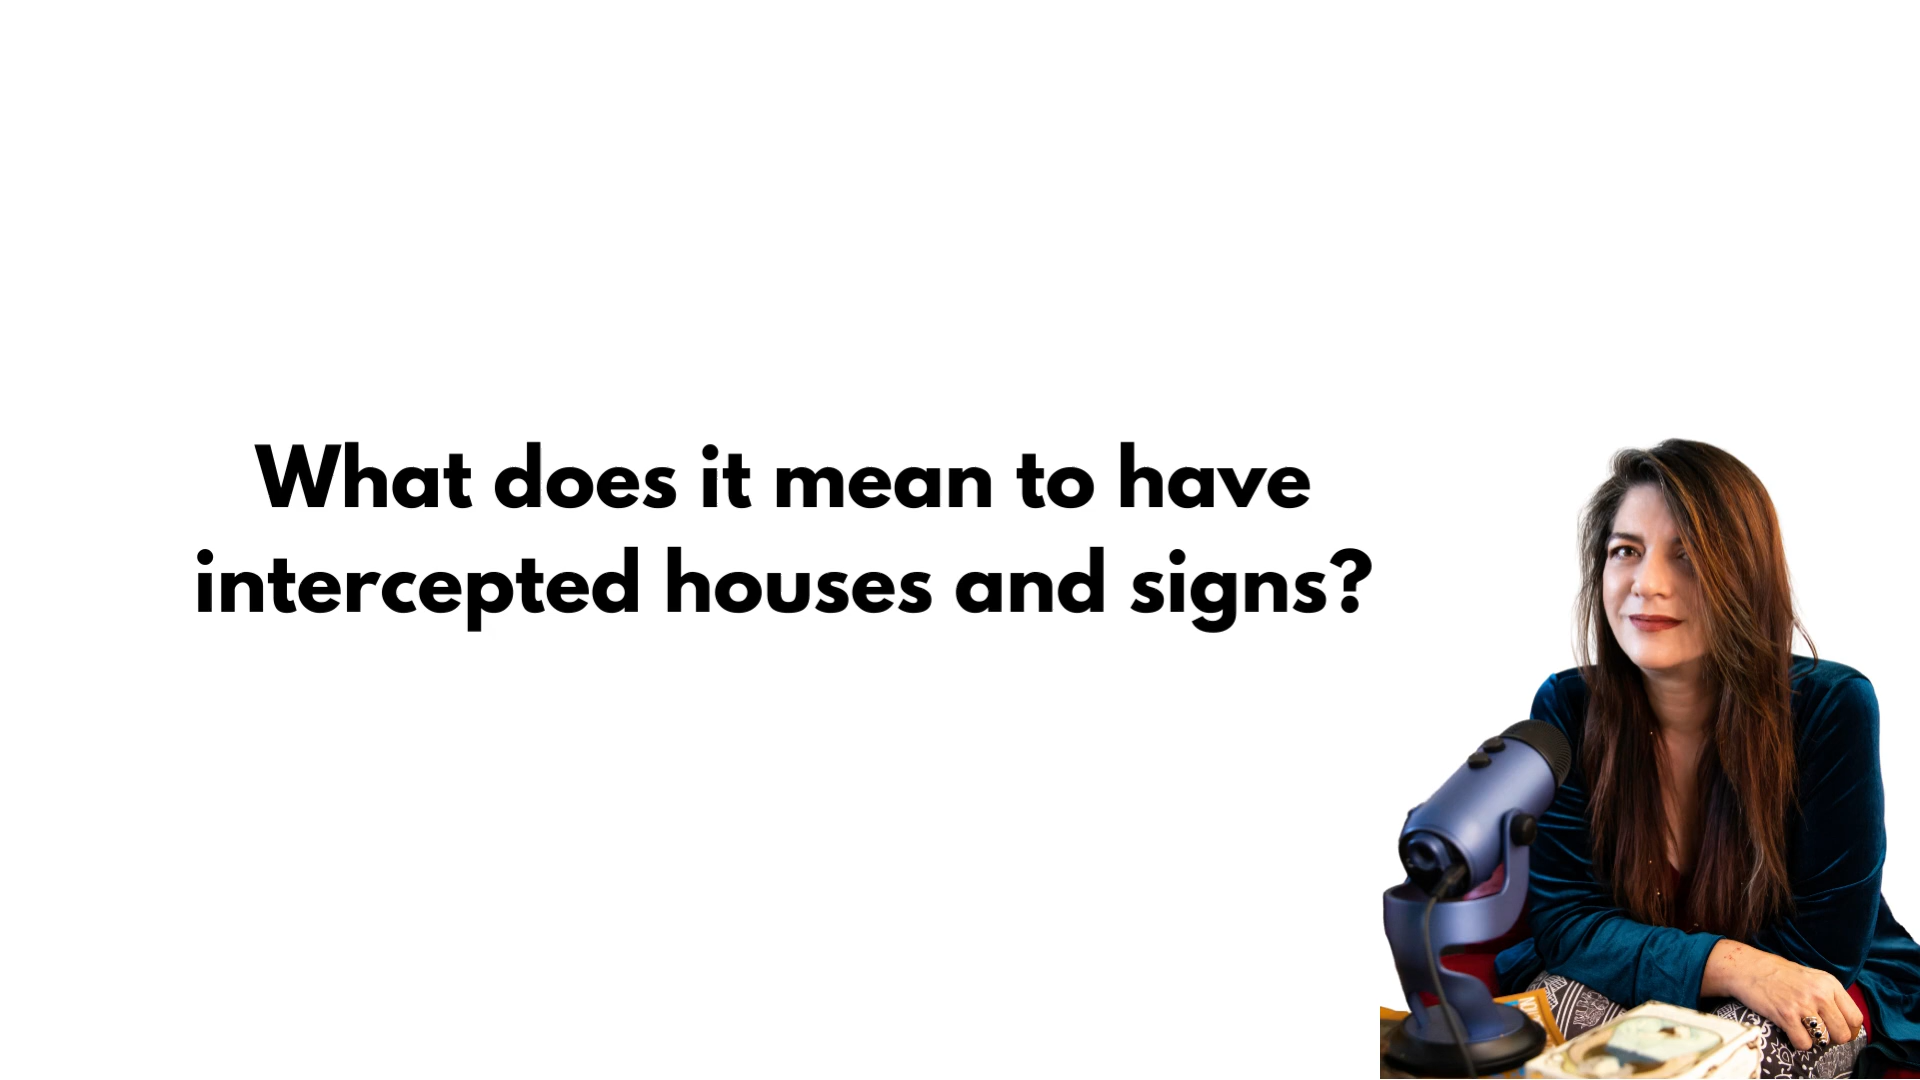 What does it mean to have
intercepted houses and signs?